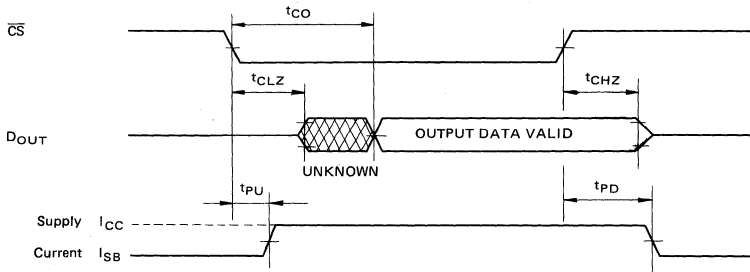 tCO
CS
tCLZ
tCHZ
DOUT
OUTPUT DATA VALID
UNKNOWN
tPU
tPD
Supply ICC
Current ISB